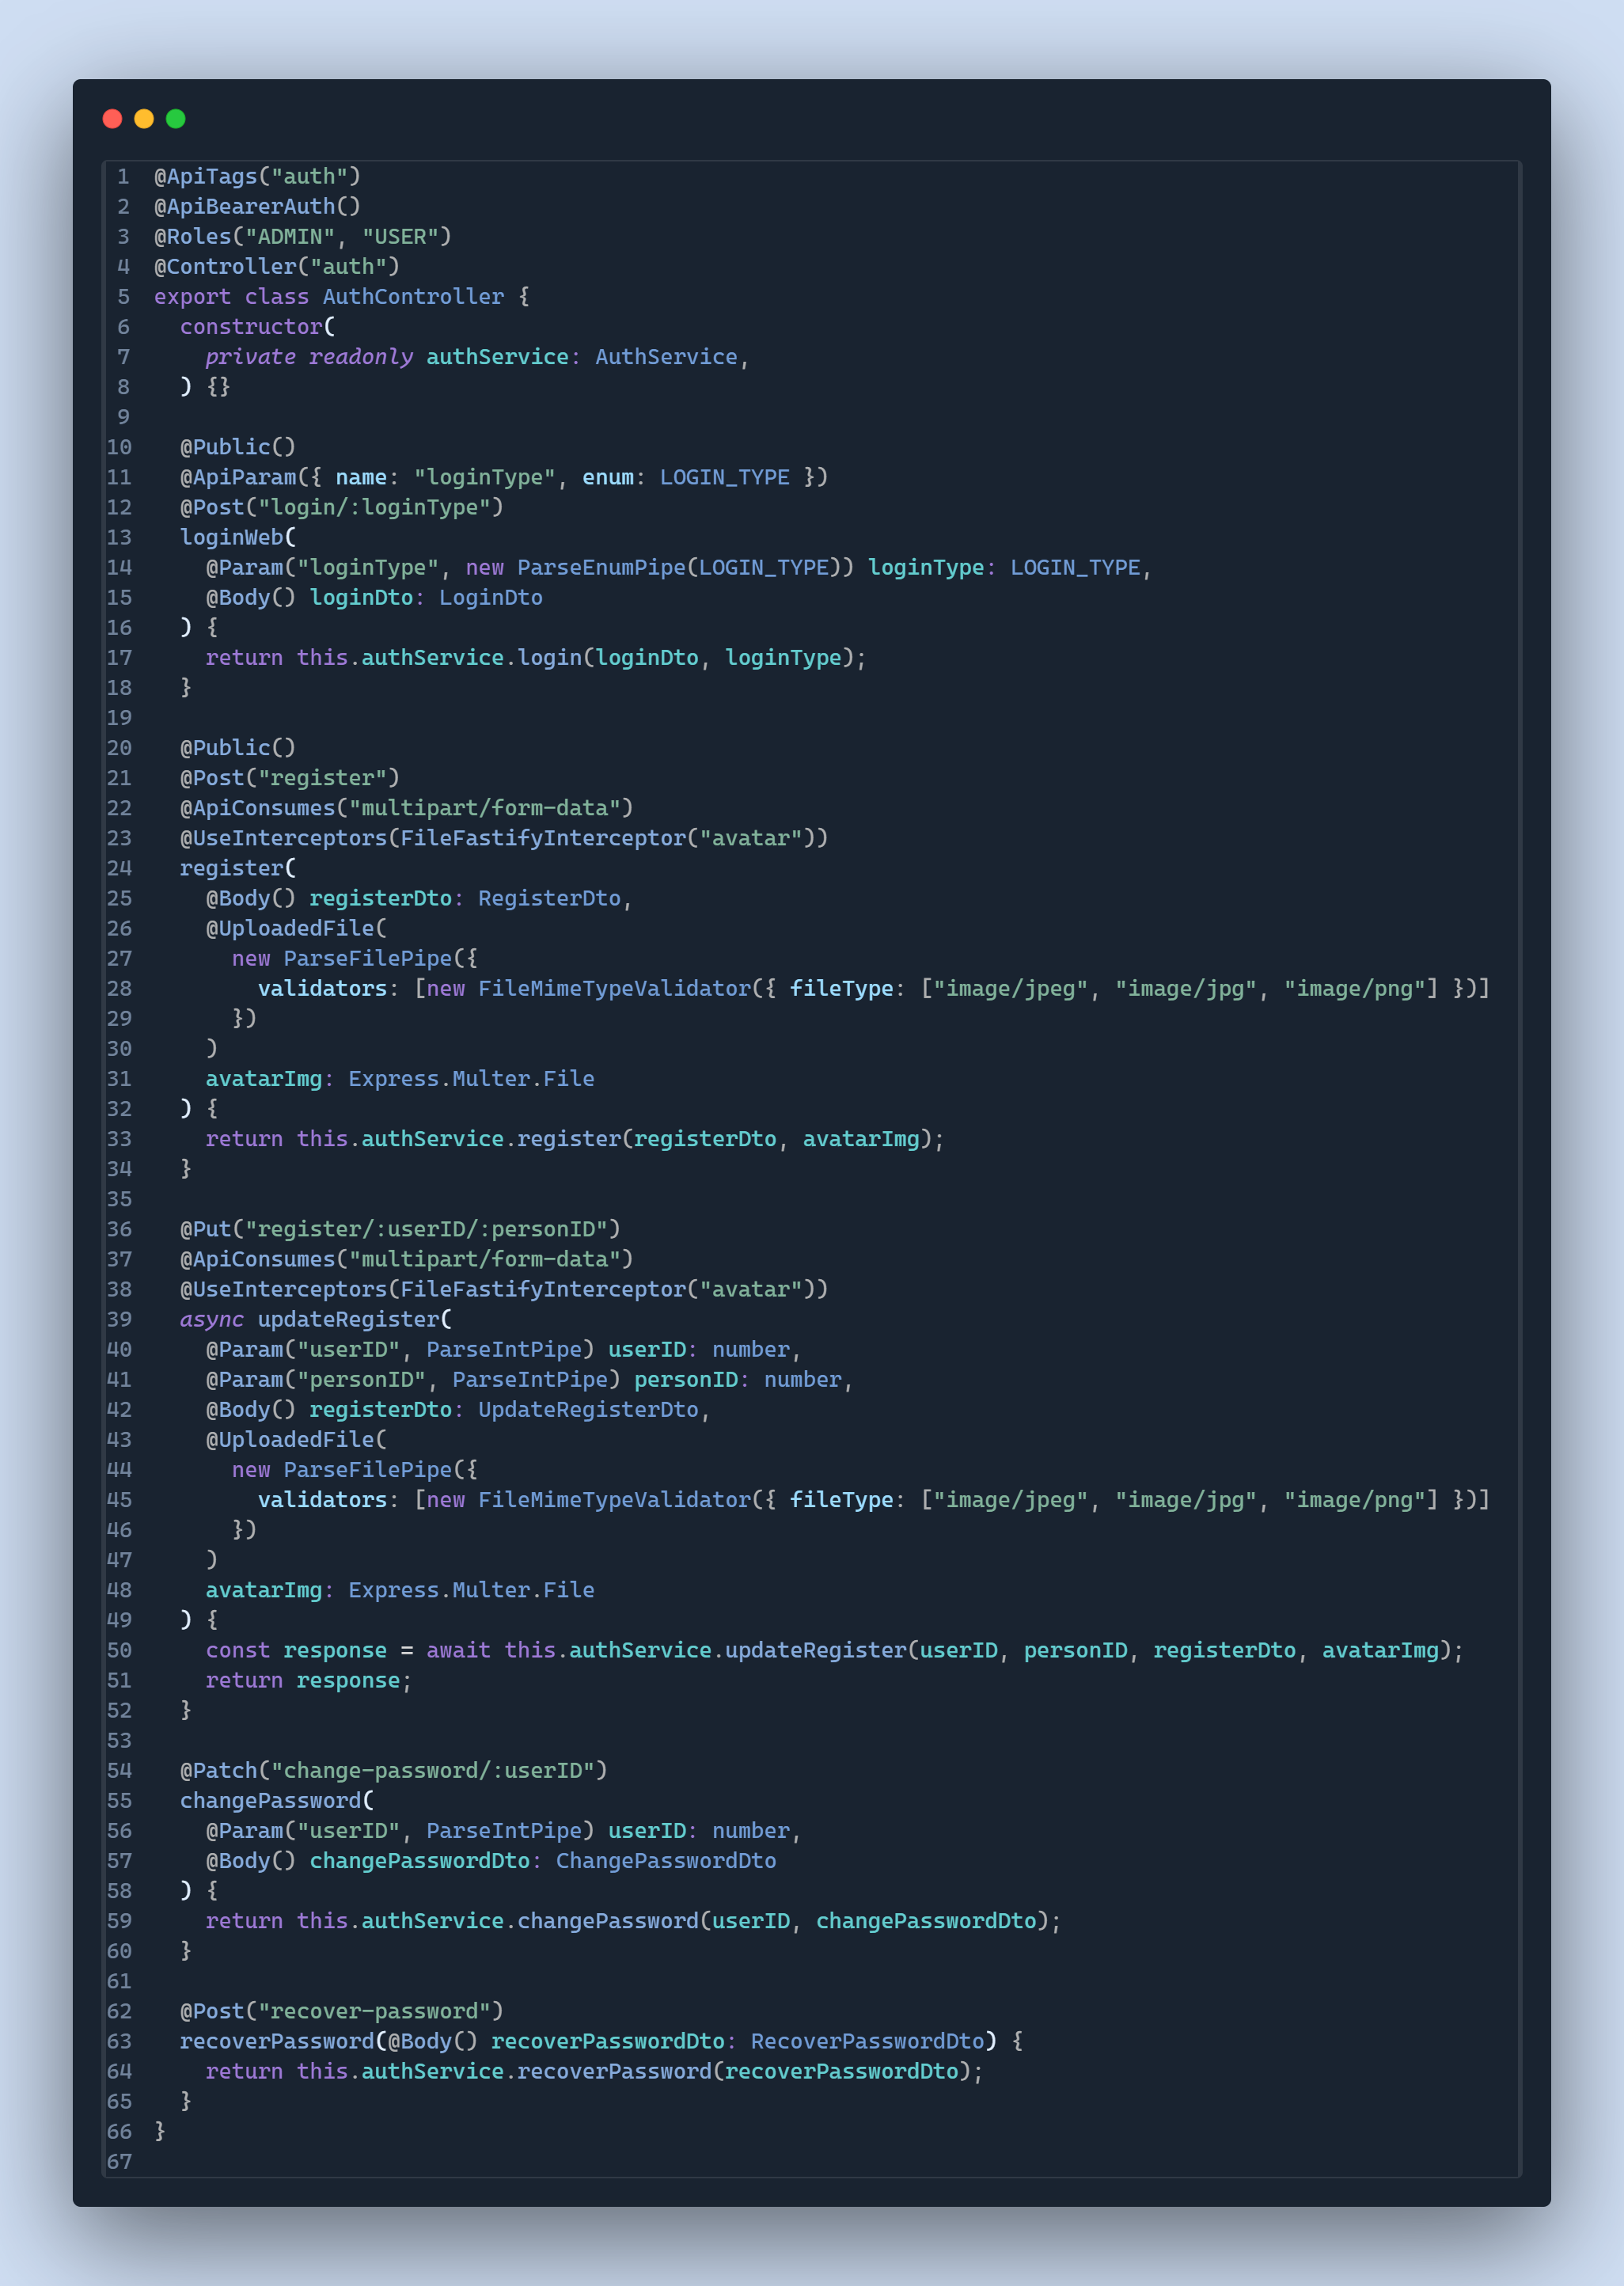 1 @ApiTags("auth")
2 @ApiBearerAuth()
3 @Roles("ADMIN", "USER")
4 @Controller("auth")
5 export class AuthController {
6   constructor(
7     private readonly authService: AuthService,
8   ) {}
9
10   @Public()
11   @ApiParam({ name: "loginType", enum: LOGIN_TYPE })
12   @Post("login/:loginType")
13   loginWeb(
14     @Param("loginType", new ParseEnumPipe(LOGIN_TYPE)) loginType: LOGIN_TYPE,
15     @Body() loginDto: LoginDto
16   ) {
17     return this.authService.login(loginDto, loginType);
18   }
19
20   @Public()
21   @Post("register")
22   @ApiConsumes("multipart/form-data")
23   @UseInterceptors(FileFastifyInterceptor("avatar"))
24   register(
25     @Body() registerDto: RegisterDto,
26     @UploadedFile(
27       new ParseFilePipe({
28         validators: [new FileMimeTypeValidator({ fileType: ["image/jpeg", "image/jpg", "image/png"] })]
29       })
30     )
31     avatarImg: Express.Multer.File
32   ) {
33     return this.authService.register(registerDto, avatarImg);
34   }
35
36   @Put("register/:userID/:personID")
37   @ApiConsumes("multipart/form-data")
38   @UseInterceptors(FileFastifyInterceptor("avatar"))
39   async updateRegister(
40     @Param("userID", ParseIntPipe) userID: number,
41     @Param("personID", ParseIntPipe) personID: number,
42     @Body() registerDto: UpdateRegisterDto,
43     @UploadedFile(
44       new ParseFilePipe({
45         validators: [new FileMimeTypeValidator({ fileType: ["image/jpeg", "image/jpg", "image/png"] })]
46       })
47     )
48     avatarImg: Express.Multer.File
49   ) {
50     const response = await this.authService.updateRegister(userID, personID, registerDto, avatarImg);
51     return response;
52   }
53
54   @Patch("change-password/:userID")
55   changePassword(
56     @Param("userID", ParseIntPipe) userID: number,
57     @Body() changePasswordDto: ChangePasswordDto
58   ) {
59     return this.authService.changePassword(userID, changePasswordDto);
60   }
61
62   @Post("recover-password")
63   recoverPassword(@Body() recoverPasswordDto: RecoverPasswordDto) {
64     return this.authService.recoverPassword(recoverPasswordDto);
65   }
66 }
67